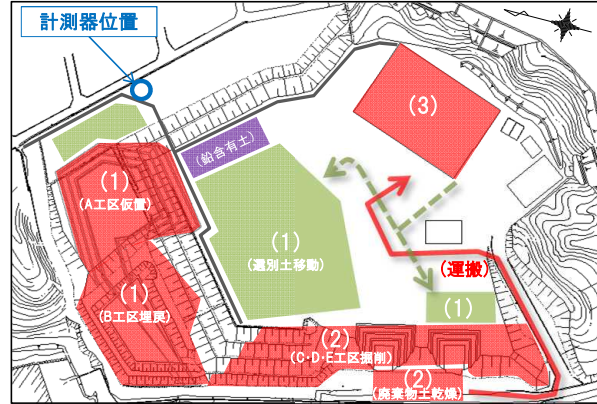 計測器位置
(3)
(鉛含有土)
(1)
(A工区仮置)
(1)
(選別土移動)
(運搬)
(1)
(B工区埋戻)
(1)
(2)
(C・D・E工区掘削)
(2)
(廃棄物土乾燥)